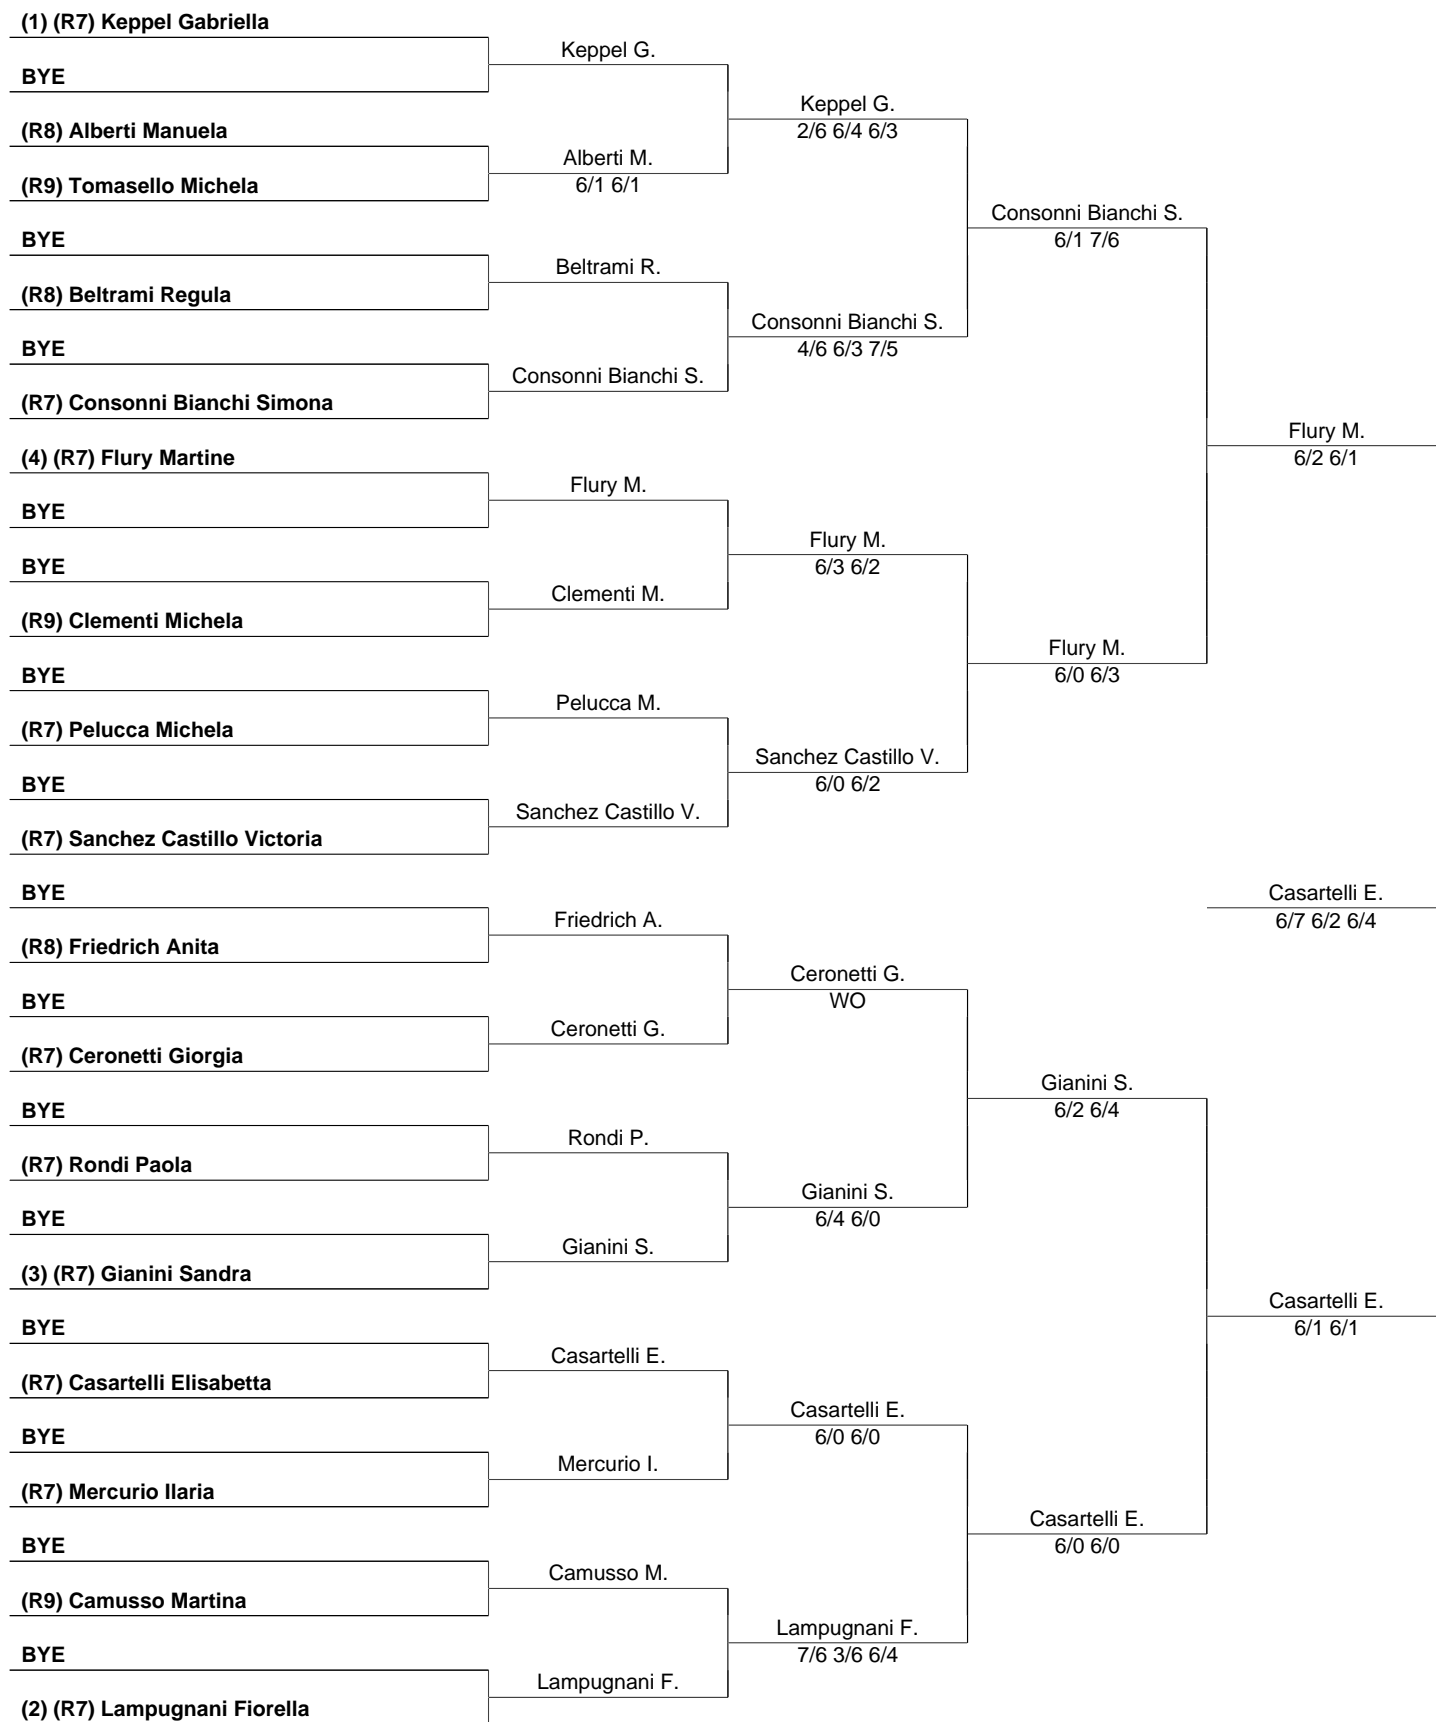 (1) (R7) Keppel Gabriella
Keppel G.
BYE
Keppel G.
2/6 6/4 6/3
(R8) Alberti Manuela
Alberti M.
6/1 6/1
(R9) Tomasello Michela
Consonni Bianchi S.
6/1 7/6
BYE
Beltrami R.
(R8) Beltrami Regula
Consonni Bianchi S.
4/6 6/3 7/5
BYE
Consonni Bianchi S.
(R7) Consonni Bianchi Simona
Flury M.
6/2 6/1
(4) (R7) Flury Martine
Flury M.
BYE
Flury M.
6/3 6/2
BYE
Clementi M.
(R9) Clementi Michela
Flury M.
6/0 6/3
BYE
Pelucca M.
(R7) Pelucca Michela
Sanchez Castillo V.
6/0 6/2
BYE
Sanchez Castillo V.
(R7) Sanchez Castillo Victoria
BYE
Casartelli E.
6/7 6/2 6/4
Friedrich A.
(R8) Friedrich Anita
Ceronetti G.
WO
BYE
Ceronetti G.
(R7) Ceronetti Giorgia
Gianini S.
6/2 6/4
BYE
Rondi P.
(R7) Rondi Paola
Gianini S.
6/4 6/0
BYE
Gianini S.
(3) (R7) Gianini Sandra
Casartelli E.
6/1 6/1
BYE
Casartelli E.
(R7) Casartelli Elisabetta
Casartelli E.
6/0 6/0
BYE
Mercurio I.
(R7) Mercurio Ilaria
Casartelli E.
6/0 6/0
BYE
Camusso M.
(R9) Camusso Martina
Lampugnani F.
7/6 3/6 6/4
BYE
Lampugnani F.
(2) (R7) Lampugnani Fiorella